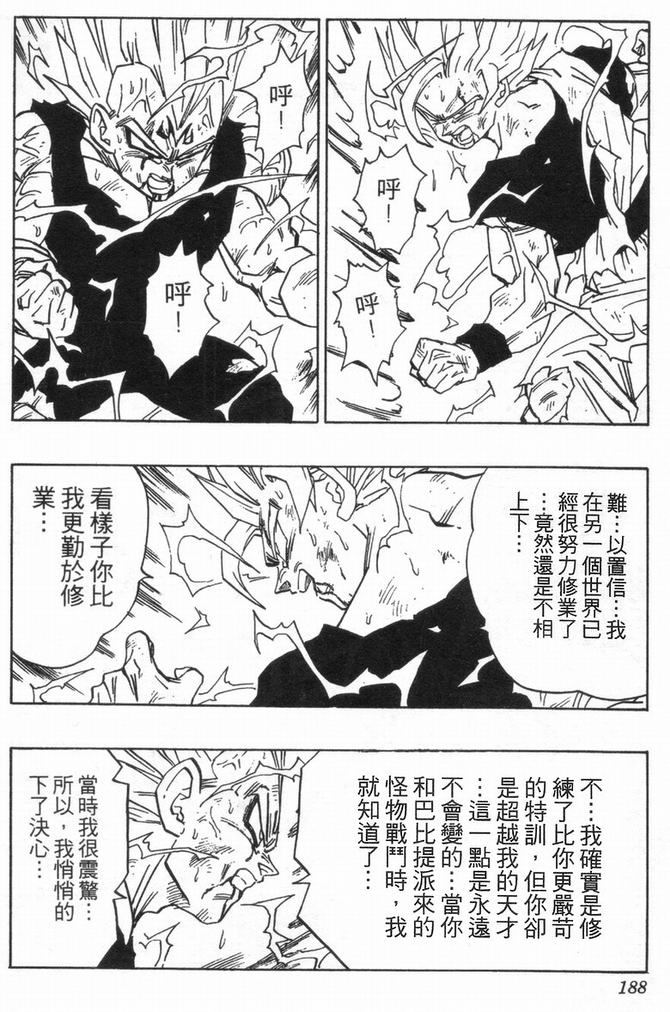 呼！
呼！
呼！
呼！
難…以置信…我
在另一個世界已
經很努力修業了
…竟然還是不相
上下…
看樣子你比
我更勤於修
業…
不…我確實是修
練了比你更嚴苛
的特訓，但你卻
是超越我的天才
…這一點是永遠
不會變的…當你
和巴比提派來的
怪物戰鬥時，我
就知道了…
當時我很震驚…
所以，我悄悄的
下了決心…
188